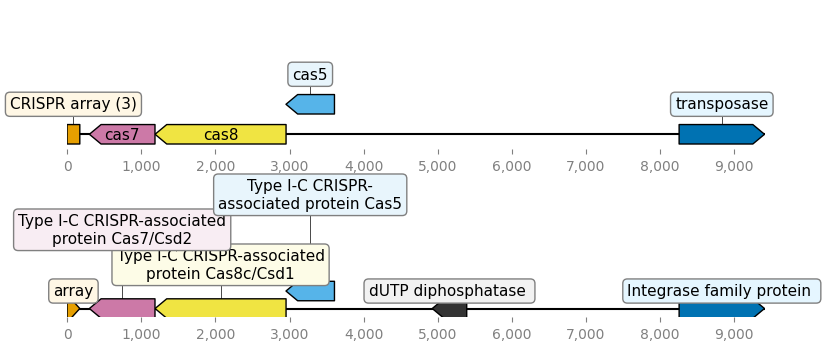 cas5
CRISPR array (3)
transposase
cas7
cas8
0
1,000
2,000
3,000
4,000
5,000
6,000
7,000
8,000
9,000
Type I-C CRISPR-
associated protein Cas5
Type I-C CRISPR-associated
protein Cas7/Csd2
Type I-C CRISPR-associated
protein Cas8c/Csd1
array
dUTP diphosphatase
Integrase family protein
0
1,000
2,000
3,000
4,000
5,000
6,000
7,000
8,000
9,000